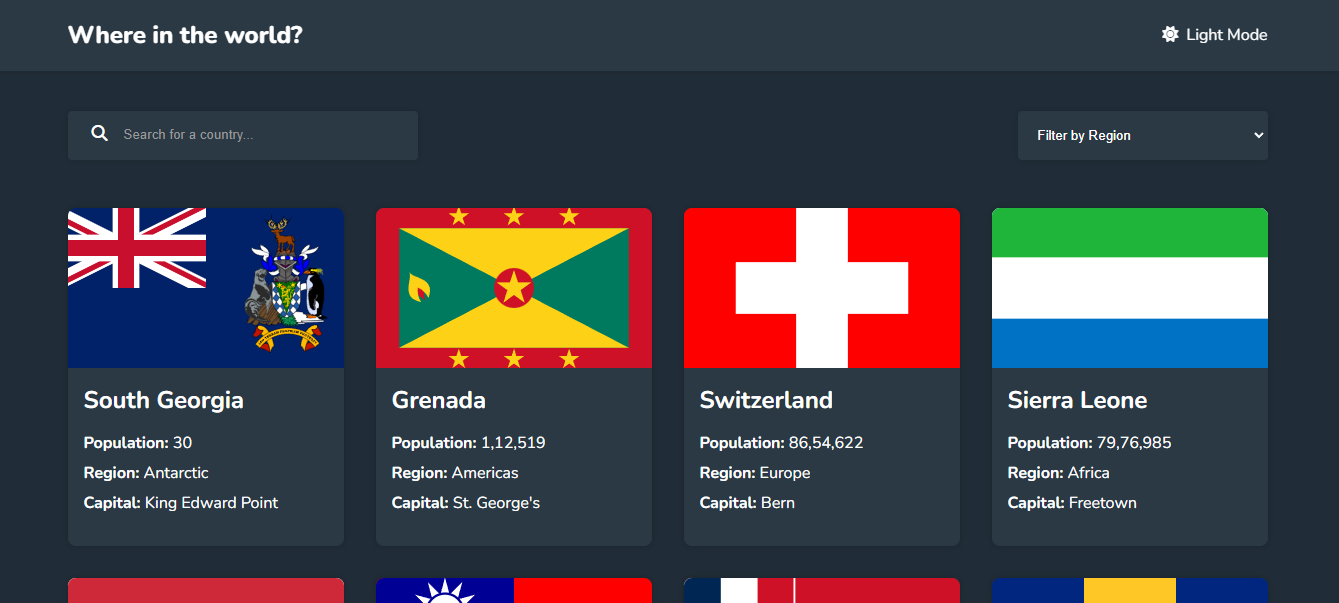 Where in the world?
Light Mode
Search for a country...
Filter by Region
South Georgia
Population: 30
Region: Antarctic
Capital: King Edward Point
Grenada
Population: 1,12,519
Region: Americas
Capital: St. George's
Switzerland
Population: 86,54,622
Region: Europe
Capital: Bern
Sierra Leone
Population: 79,76,985
Region: Africa
Capital: Freetown